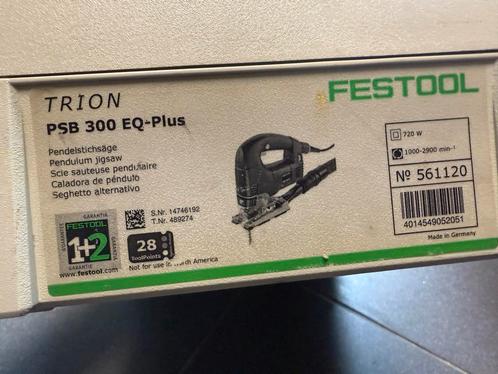 TRION
PSB 300 EQ-Plus
Pendelstichsäge
Pendulum jigsaw
Scie sauteuse pendulaire
Caladora de péndulo
Seghetto alternativo
FESTOOL
720 W
1000-2900 min⁻¹
Nº 561120
4014549052051
Made in Germany
GARANTIE
FESTOOL
1+2
GARANTIE
www.festool.com
S.Nr. 14746192
T.Nr. 489274
28
ToolPoints
Not for use in North America